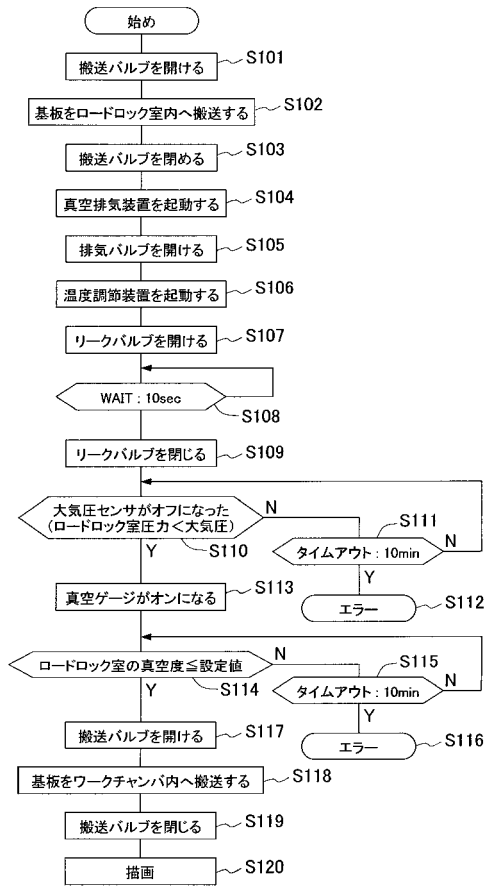 始め
搬送バルブを開ける S101
基板をロードロック室内へ搬送する S102
搬送バルブを閉める S103
真空排気装置を起動する S104
排気バルブを開ける S105
温度調節装置を起動する S106
リークバルブを開ける S107
WAIT : 10sec S108
リークバルブを閉じる S109
大気圧センサがオフになった
(ロードロック室圧力<大気圧) S110
N
Y
タイムアウト : 10min S111
N
Y
エラー S112
真空ゲージがオンになる S113
ロードロック室の真空度≦設定値 S114
N
Y
タイムアウト : 10min S115
N
Y
エラー S116
搬送バルブを開ける S117
基板をワークチャンバ内へ搬送する S118
搬送バルブを閉じる S119
描画 S120